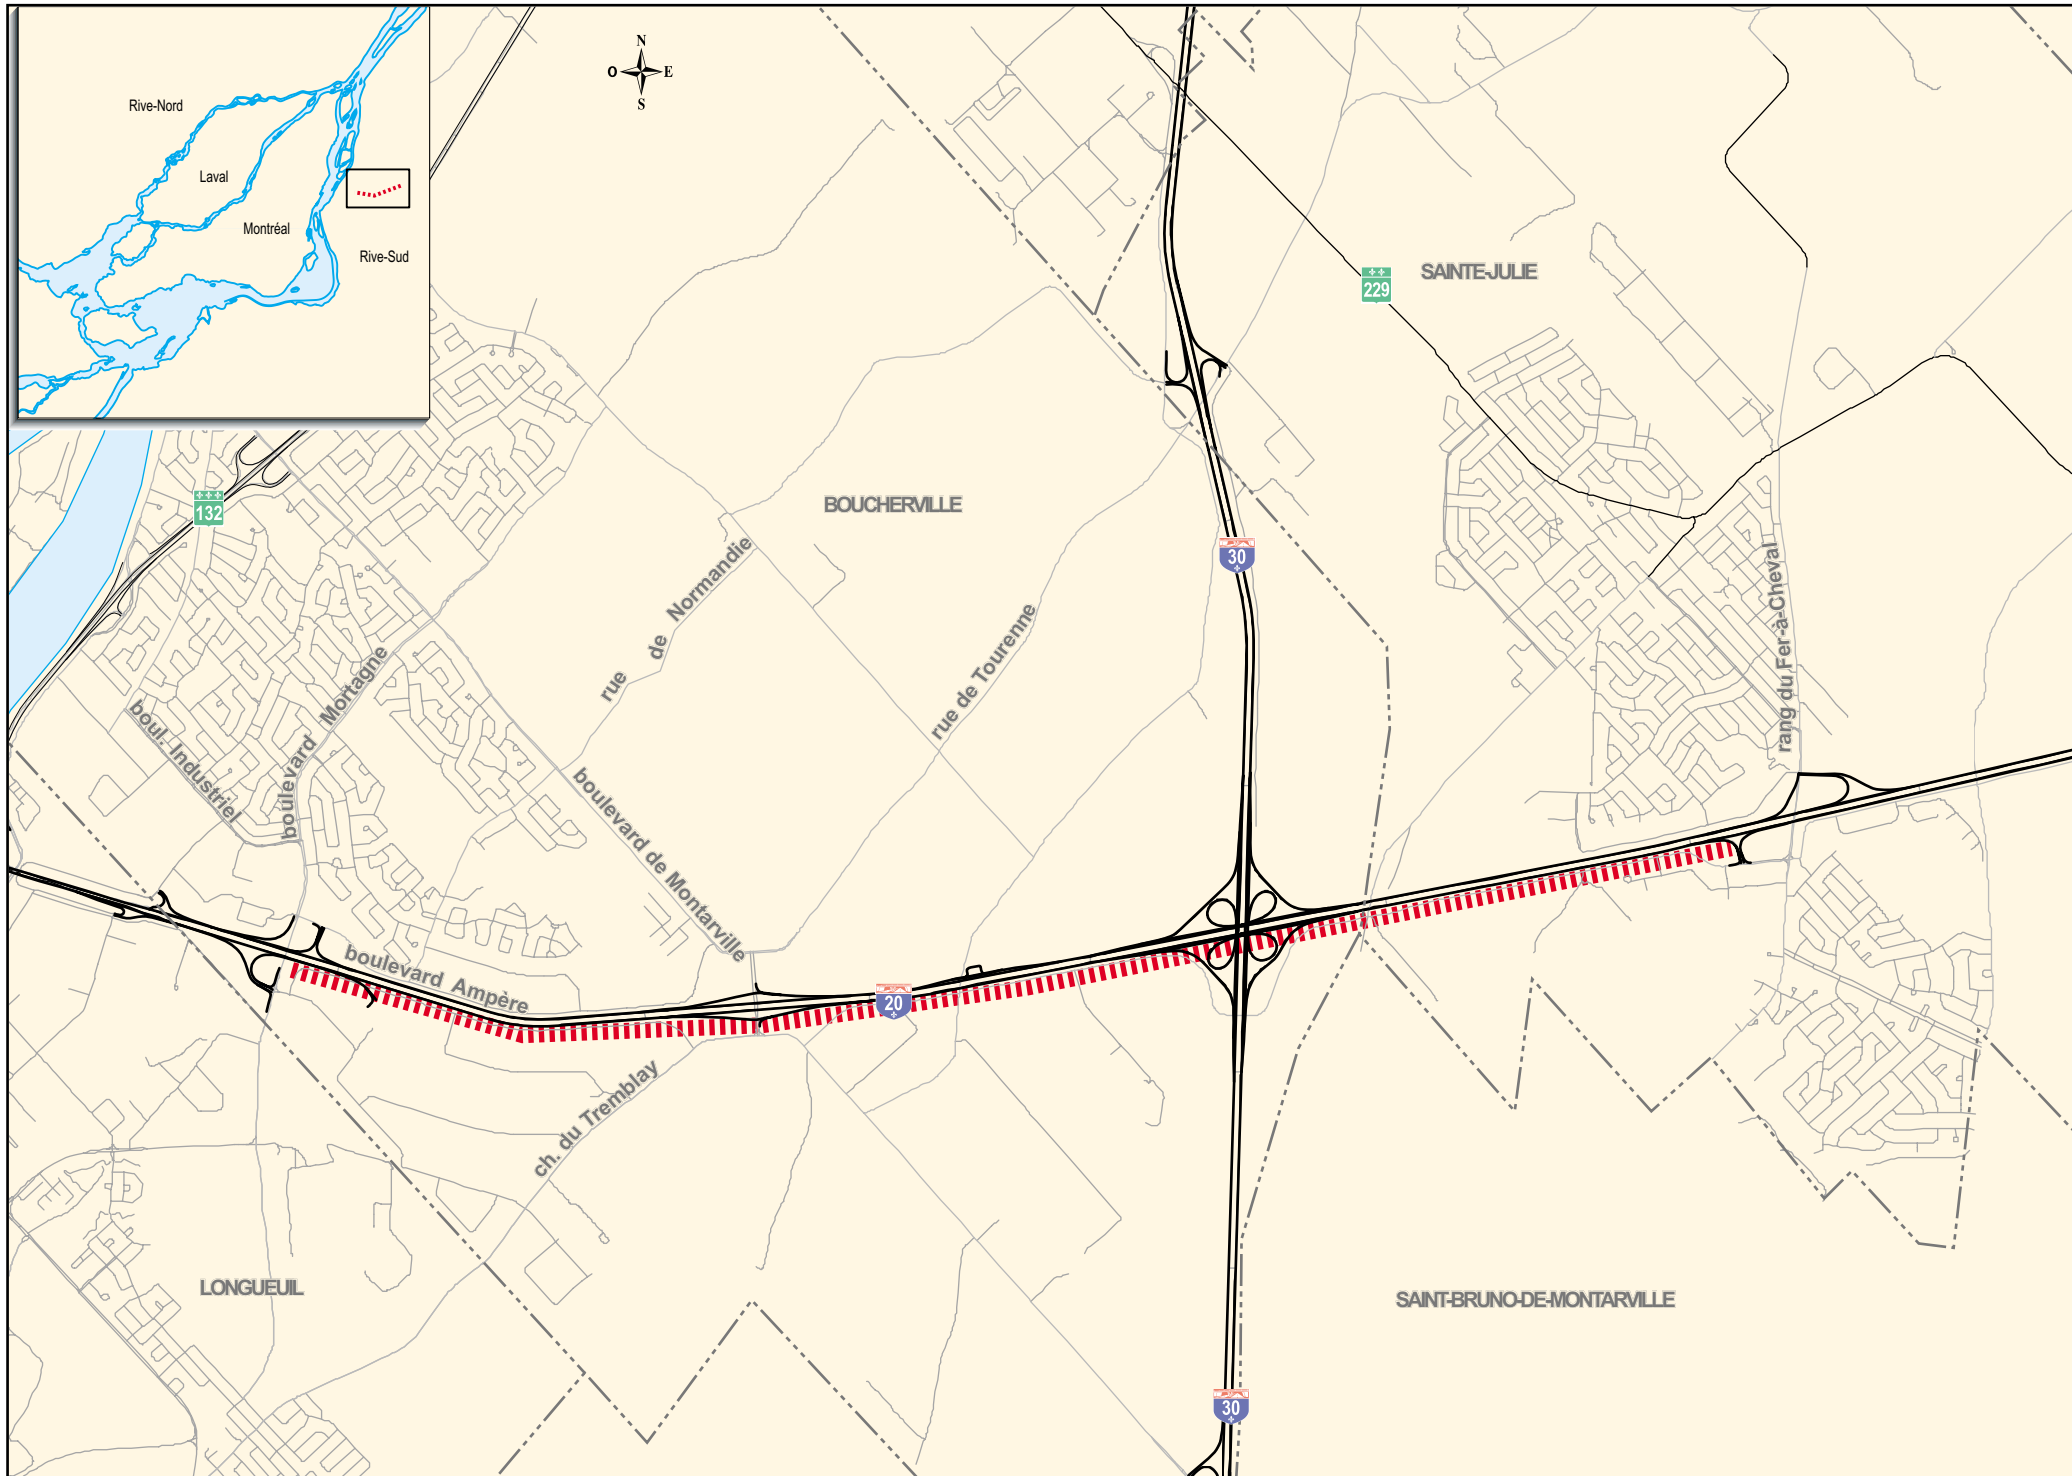 N
O E
S
Rive-Nord
Laval
Montréal
Rive-Sud
229
SAINTE-JULIE
132
BOUCHERVILLE
30
rue de Normandie
rue de Tourenne
rang du Fer-à-Cheval
boulevard Mortagne
boul. Industriel
boulevard de Montarville
boulevard Ampère
20
ch. du Tremblay
LONGUEUIL
SAINT-BRUNO-DE-MONTARVILLE
30